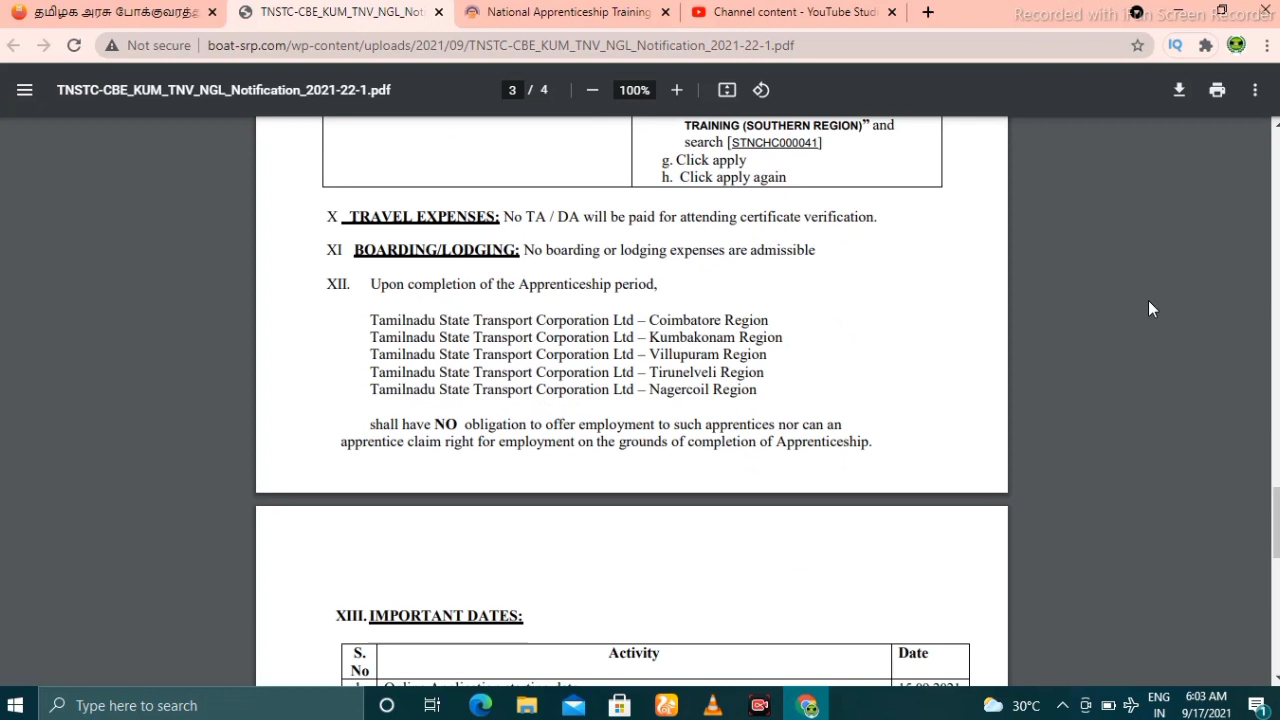 தமிழக அரசு போக்குவரத்
TNSTC-CBE_KUM_TNV_NGL_Not
National Apprenticeship Training
Channel content - YouTube Studi
Recorded with Iron Screen Recorder
Not secure
boat-srp.com/wp-content/uploads/2021/09/TNSTC-CBE_KUM_TNV_NGL_Notification_2021-22-1.pdf
TNSTC-CBE_KUM_TNV_NGL_Notification_2021-22-1.pdf
3 / 4
100%
TRAINING (SOUTHERN REGION)” and
search [STNCHC000041]
g. Click apply
h. Click apply again
X TRAVEL EXPENSES: No TA / DA will be paid for attending certificate verification.
XI BOARDING/LODGING: No boarding or lodging expenses are admissible
XII. Upon completion of the Apprenticeship period,
Tamilnadu State Transport Corporation Ltd – Coimbatore Region
Tamilnadu State Transport Corporation Ltd – Kumbakonam Region
Tamilnadu State Transport Corporation Ltd – Villupuram Region
Tamilnadu State Transport Corporation Ltd – Tirunelveli Region
Tamilnadu State Transport Corporation Ltd – Nagercoil Region
shall have NO obligation to offer employment to such apprentices nor can an
apprentice claim right for employment on the grounds of completion of Apprenticeship.
XIII. IMPORTANT DATES:
S. No Activity Date
Type here to search
30°C
ENG
IN
6:03 AM
9/17/2021